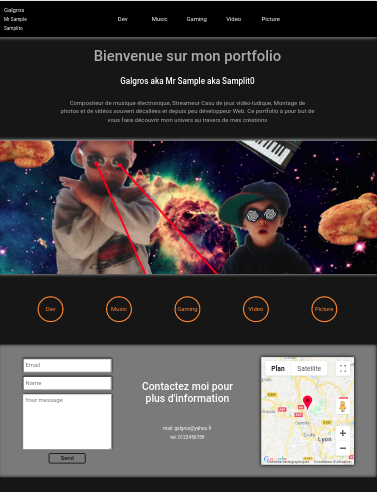 Galgros
Mr Sample
Samplito
Dev Music Gaming Video Picture
Bienvenue sur mon portfolio
Galgros aka Mr Sample aka Samplit0
Compositeur de musique électronique, Streameur Casu de jeux vidéo-ludique, Montage de
photos et de vidéos souvent décallées et depuis peu développeur Web. Ce portfolio à pour but de
vous faire découvrir mon univers au travers de mes créations
Dev Music Gaming Video Picture
Email
Name
Your message
Send
Contactez moi pour
plus d'information
mail: galgros@yahoo.fr
tel: 0123456789
Plan Satellite
Dardilly
Écully
Lyon
Google
Conditions d'utilisation